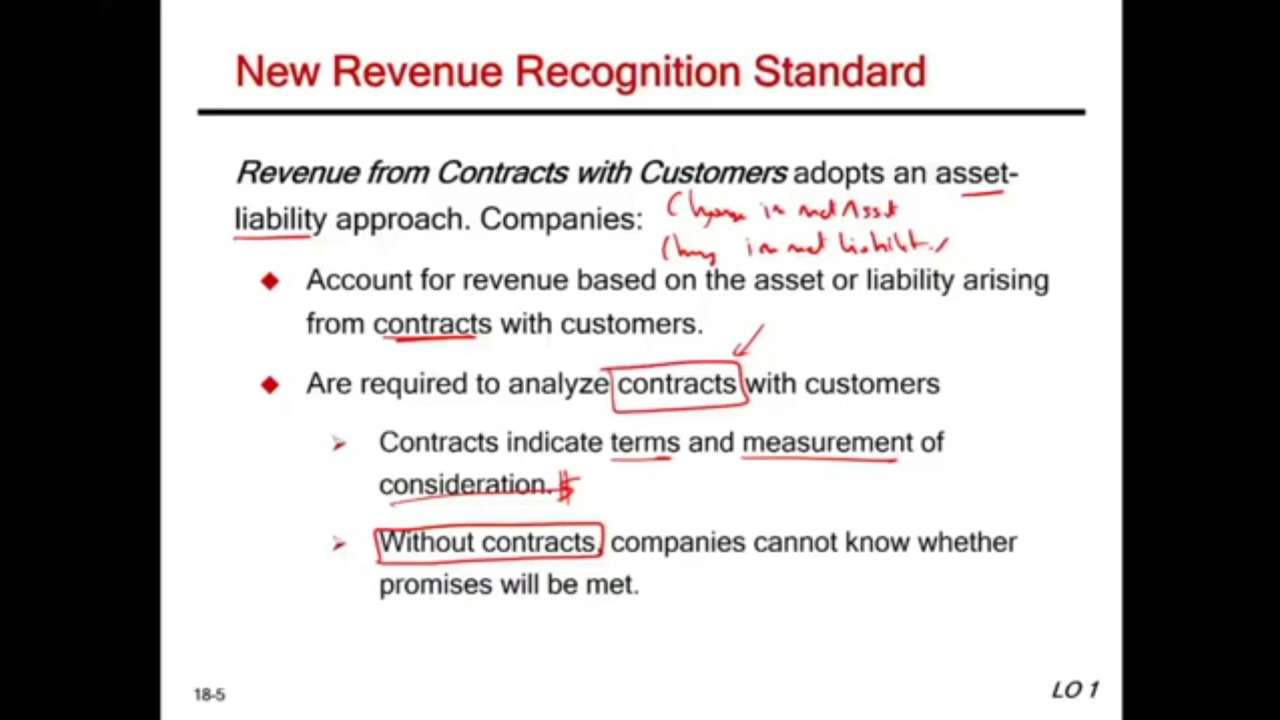 New Revenue Recognition Standard
Revenue from Contracts with Customers adopts an asset-
liability approach. Companies:
Change in net Asset
in net liabilities
Account for revenue based on the asset or liability arising
from contracts with customers.
Are required to analyze contracts with customers
Contracts indicate terms and measurement of
consideration. $
Without contracts, companies cannot know whether
promises will be met.
18-5
LO 1